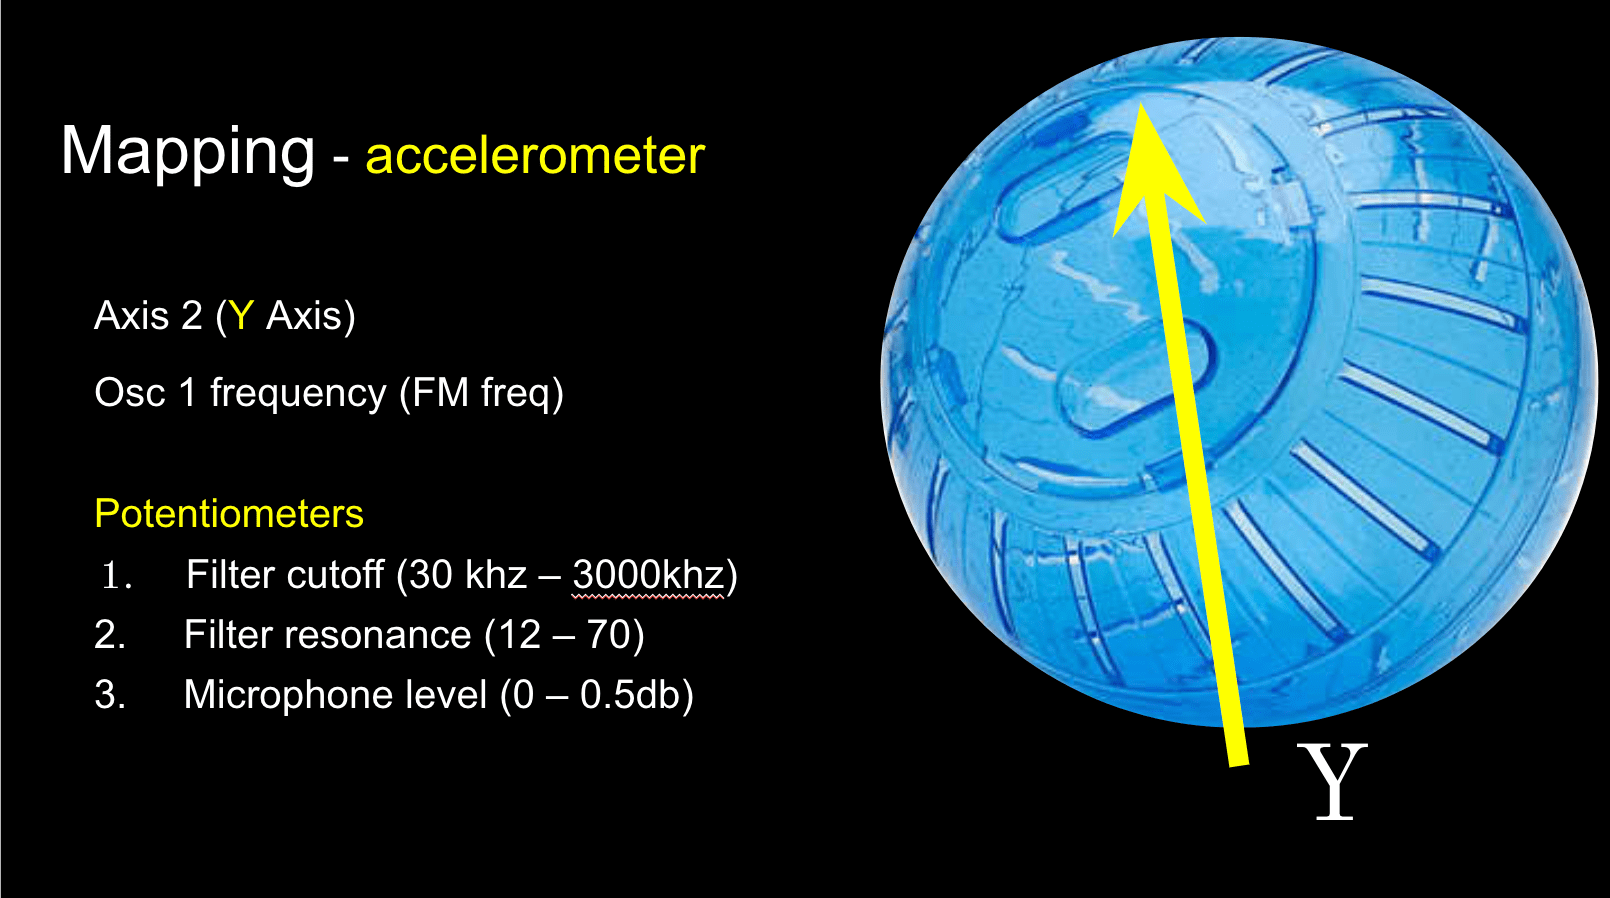 Mapping - accelerometer
Axis 2 (Y Axis)
Osc 1 frequency (FM freq)
Potentiometers
1. Filter cutoff (30 khz – 3000khz)
2. Filter resonance (12 – 70)
3. Microphone level (0 – 0.5db)
Y